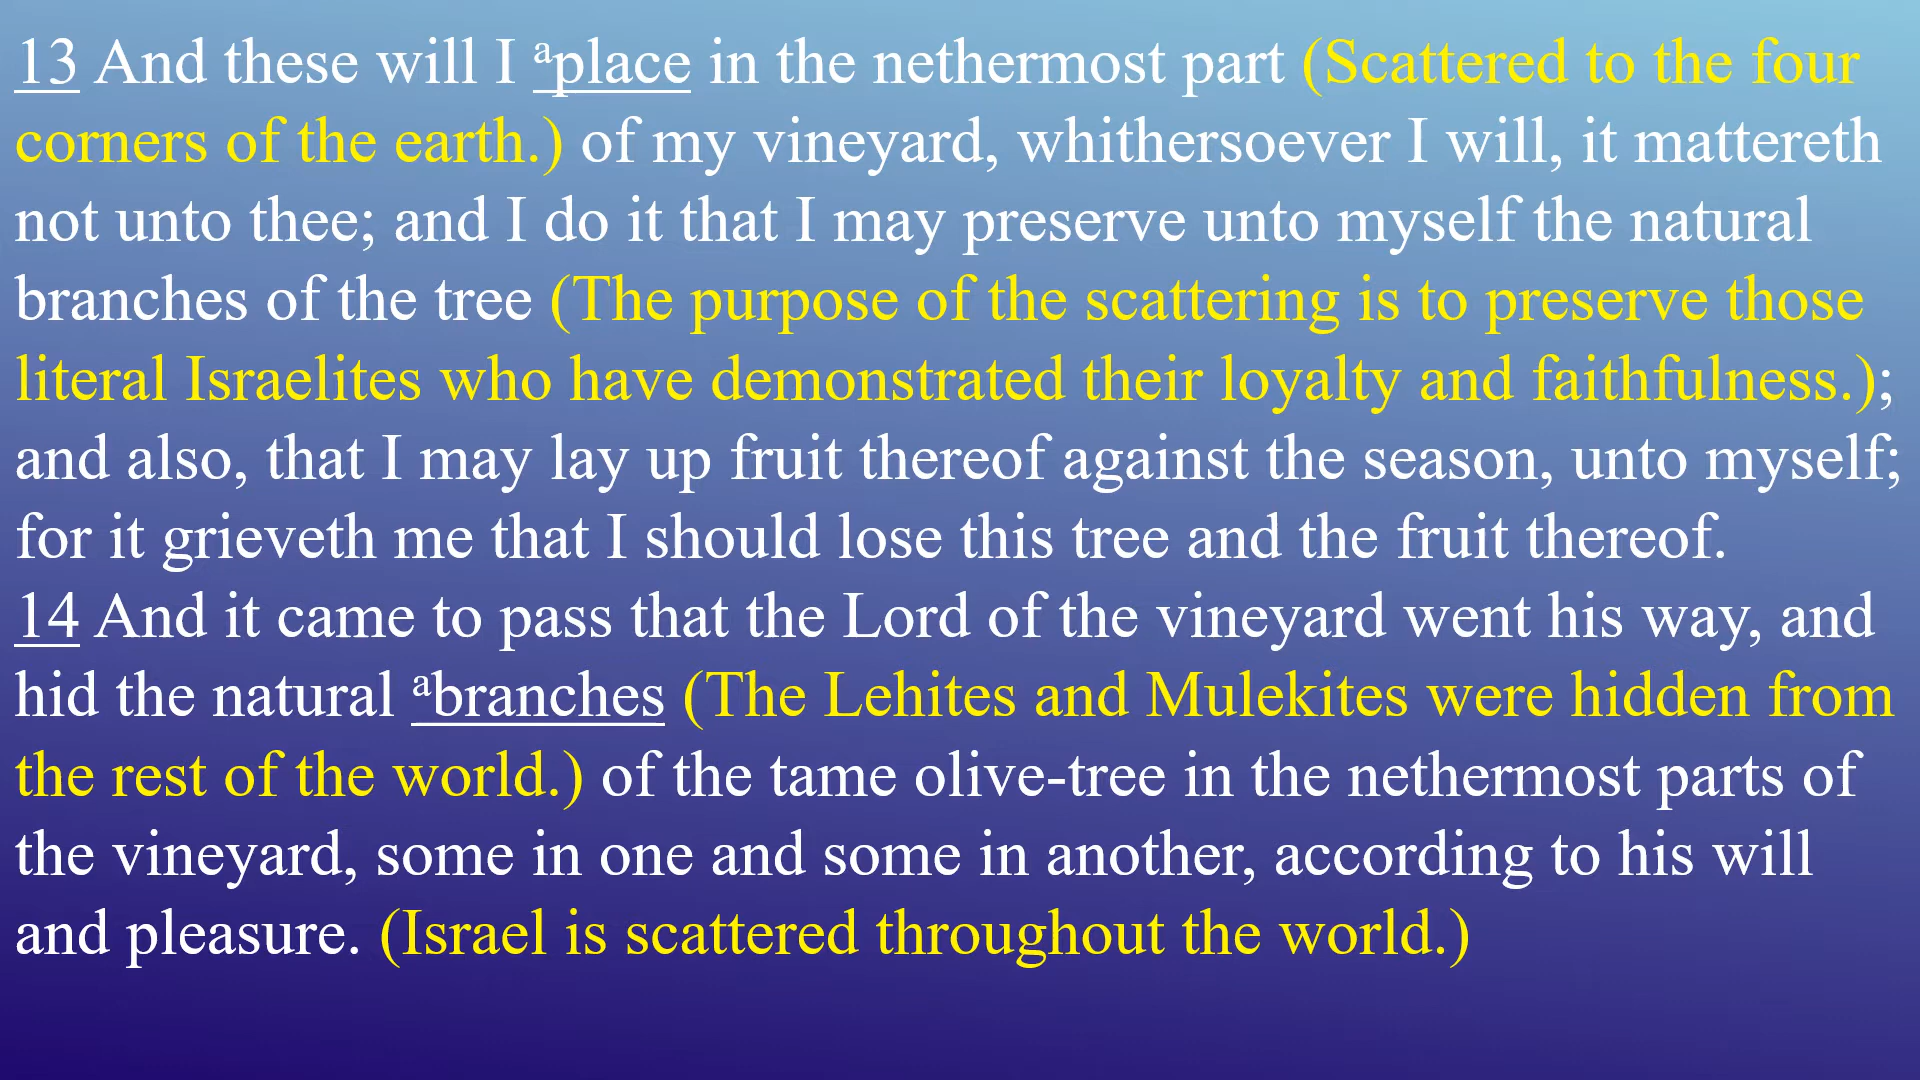 13 And these will I aplace in the nethermost part (Scattered to the four
corners of the earth.) of my vineyard, whithersoever I will, it mattereth
not unto thee; and I do it that I may preserve unto myself the natural
branches of the tree (The purpose of the scattering is to preserve those
literal Israelites who have demonstrated their loyalty and faithfulness.);
and also, that I may lay up fruit thereof against the season, unto myself;
for it grieveth me that I should lose this tree and the fruit thereof.
14 And it came to pass that the Lord of the vineyard went his way, and
hid the natural abranches (The Lehites and Mulekites were hidden from
the rest of the world.) of the tame olive-tree in the nethermost parts of
the vineyard, some in one and some in another, according to his will
and pleasure. (Israel is scattered throughout the world.)